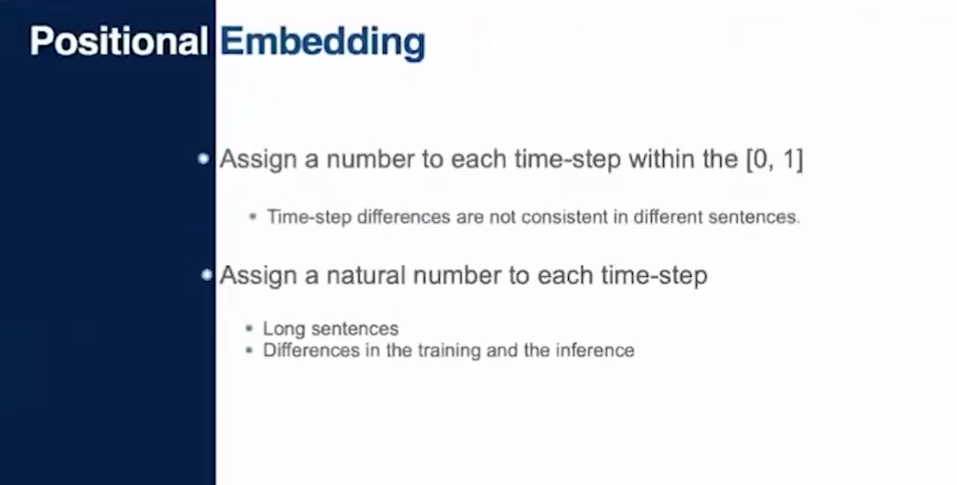 Positional Embedding
• Assign a number to each time-step within the [0, 1]
• Time-step differences are not consistent in different sentences.
• Assign a natural number to each time-step
• Long sentences
• Differences in the training and the inference